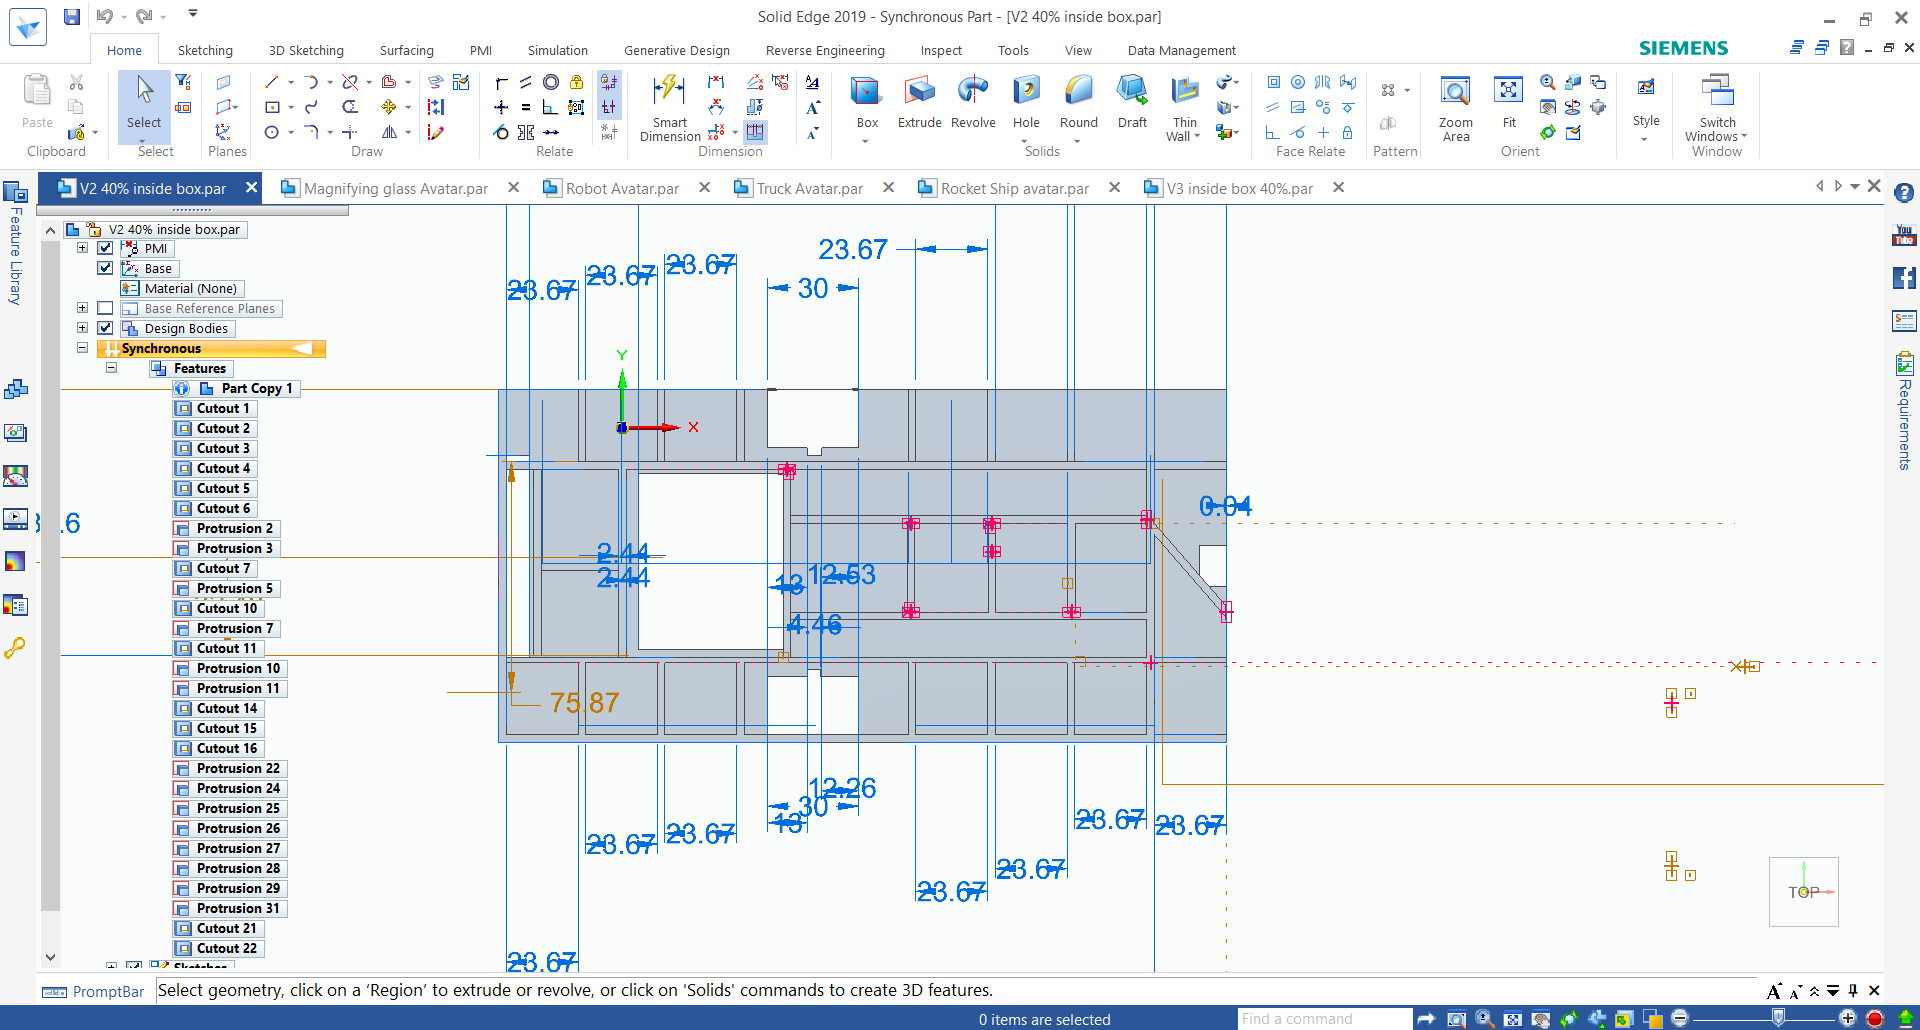 Solid Edge 2019 - Synchronous Part - [V2 40% inside box.par]
Home Sketching 3D Sketching Surfacing PMI Simulation Generative Design Reverse Engineering Inspect Tools View Data Management SIEMENS
Paste Select Smart Dimension Box Extrude Revolve Hole Round Draft Thin Wall Zoom Area Fit Style Switch Windows
Clipboard Select Planes Draw Relate Dimension Solids Face Relate Pattern Orient Window
V2 40% inside box.par Magnifying glass Avatar.par Robot Avatar.par Truck Avatar.par Rocket Ship avatar.par V3 inside box 40%.par
Feature Library
You Tube
Requirements
V2 40% inside box.par
PMI
Base
Material (None)
Base Reference Planes
Design Bodies
Synchronous
Features
Part Copy 1
Cutout 1
Cutout 2
Cutout 3
Cutout 4
Cutout 5
Cutout 6
Protrusion 2
Protrusion 3
Cutout 7
Protrusion 5
Cutout 10
Protrusion 7
Cutout 11
Protrusion 10
Protrusion 11
Cutout 14
Cutout 15
Cutout 16
Protrusion 22
Protrusion 24
Protrusion 25
Protrusion 26
Protrusion 27
Protrusion 28
Protrusion 29
Protrusion 31
Cutout 21
Cutout 22
Sketches
23.67
23.67 23.67 23.67
30
Y
X
0.04
2.44
2.44
13 12.53
4.46
75.87
12.26
30
13
23.67 23.67
23.67 23.67
23.67
23.67
23.67
TOP
PromptBar Select geometry, click on a ‘Region’ to extrude or revolve, or click on 'Solids' commands to create 3D features.
0 items are selected Find a command